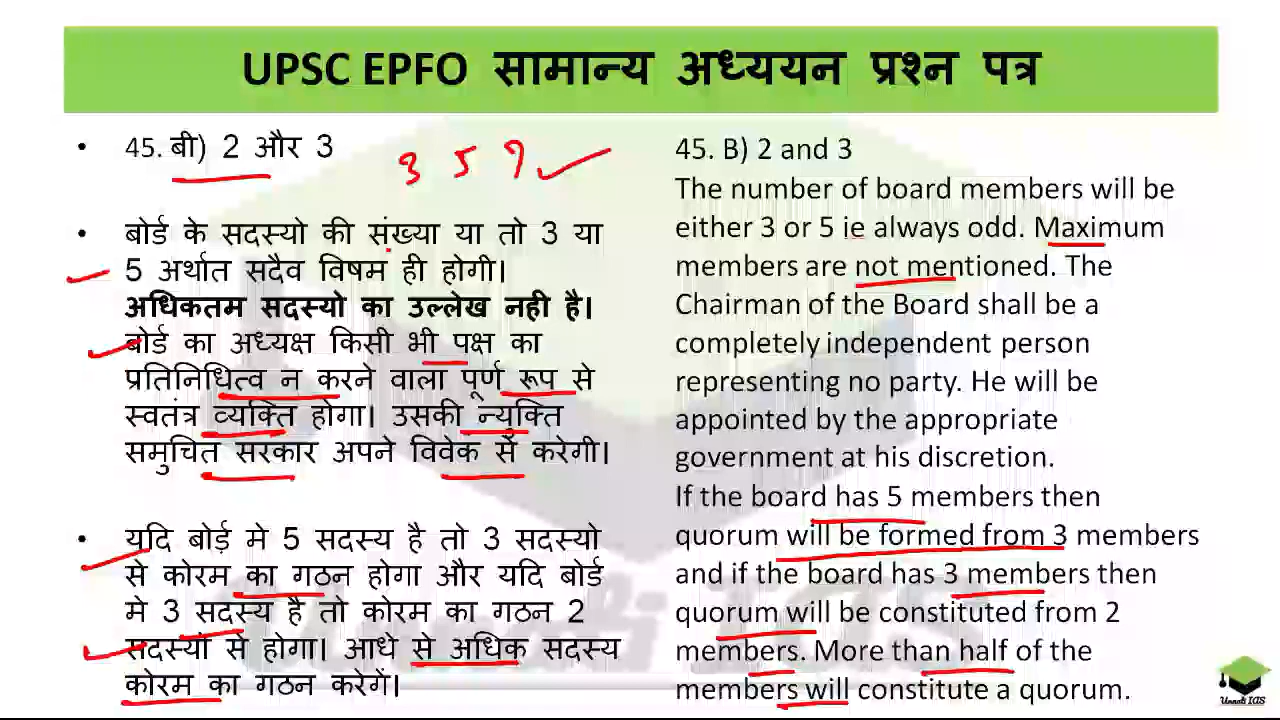 UPSC EPFO सामान्य अध्ययन प्रश्न पत्र
• 45. बी) 2 और 3
3 5 7
• बोर्ड के सदस्यो की संख्या या तो 3 या
5 अर्थात सदैव विषम ही होगी।
अधिकतम सदस्यो का उल्लेख नही है।
बोर्ड का अध्यक्ष किसी भी पक्ष का
प्रतिनिधित्व न करने वाला पूर्ण रूप से
स्वतंत्र व्यक्ति होगा। उसकी न्युक्ति
समुचित सरकार अपने विवेक से करेगी।
• यदि बोर्ड़ मे 5 सदस्य है तो 3 सदस्यो
से कोरम का गठन होगा और यदि बोर्ड
मे 3 सदस्य है तो कोरम का गठन 2
सदस्यों से होगा। आधे से अधिक सदस्य
कोरम का गठन करेगें।
45. B) 2 and 3
The number of board members will be
either 3 or 5 ie always odd. Maximum
members are not mentioned. The
Chairman of the Board shall be a
completely independent person
representing no party. He will be
appointed by the appropriate
government at his discretion.
If the board has 5 members then
quorum will be formed from 3 members
and if the board has 3 members then
quorum will be constituted from 2
members. More than half of the
members will constitute a quorum.
Unnati IAS